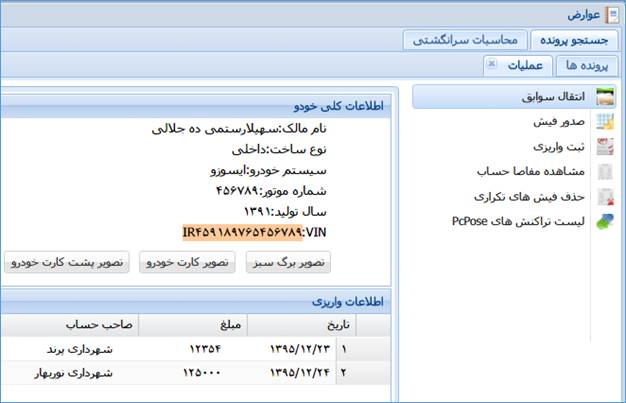 عوارض
جستجو پرونده
محاسبات سرانگشتی
پرونده ها
عملیات
انتقال سوابق
صدور فیش
ثبت واریزی
مشاهده مفاصا حساب
حذف فیش های تکراری
لیست تراکنش های PcPose
اطلاعات کلی خودو
نام مالک:سهیلارستمی ده جلالی
نوع ساخت:داخلی
سیستم خودرو:ایسوزو
شماره موتور:۴۵۶۷۸۹
سال تولید:۱۳۹۱
VIN:IR۴۵۹۱۸۹۷۶۵۴۵۶۷۸۹
تصویر برگ سبز
تصویر کارت خودرو
تصویر پشت کارت خودرو
اطلاعات واریزی
تاریخ مبلغ صاحب حساب
۱ ۱۳۹۵/۱۲/۲۳ ۱۲۳۵۴ شهرداری پرند
۲ ۱۳۹۵/۱۲/۲۴ ۱۲۵۰۰۰ شهرداری نوربهار